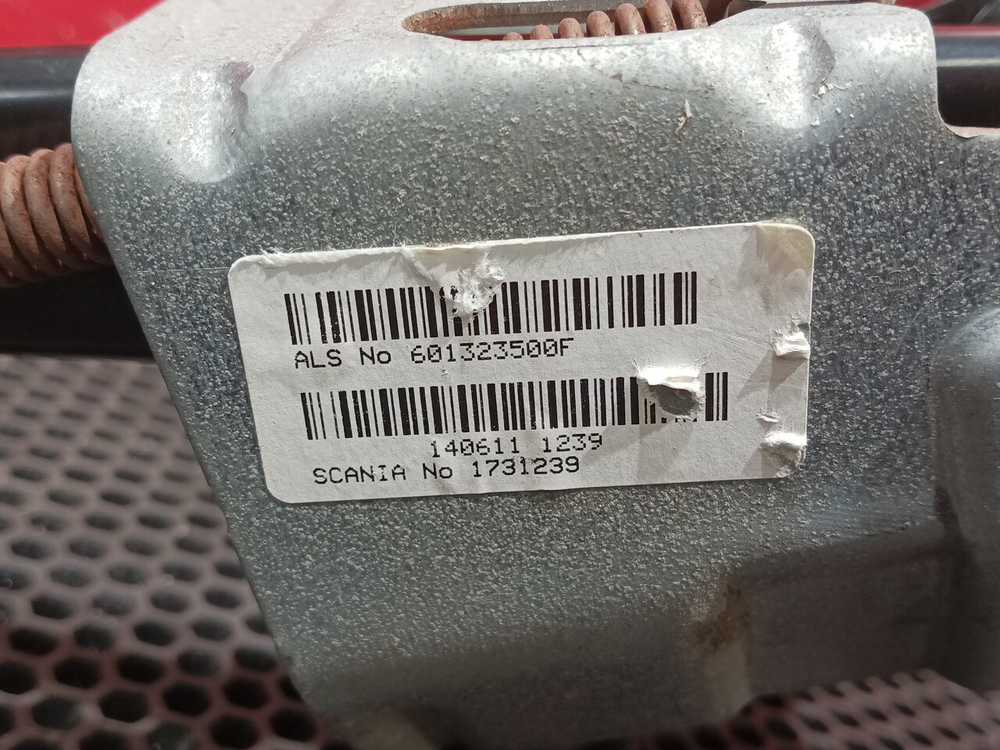 ALS No 601323500F
140611 1239
SCANIA No 1731239